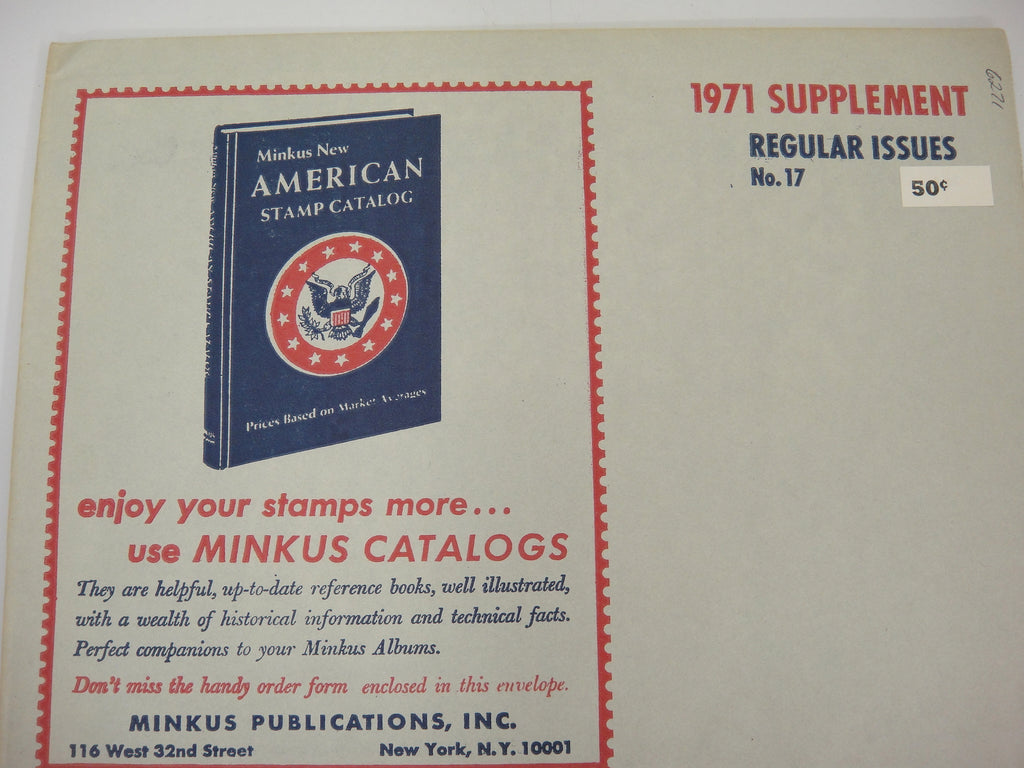 1971 SUPPLEMENT
REGULAR ISSUES
No. 17
50¢
6271
Minkus New
AMERICAN
STAMP CATALOG
Prices Based on Market Averages
enjoy your stamps more...
use MINKUS CATALOGS
They are helpful, up-to-date reference books, well illustrated,
with a wealth of historical information and technical facts.
Perfect companions to your Minkus Albums.
Don't miss the handy order form enclosed in this envelope.
MINKUS PUBLICATIONS, INC.
116 West 32nd Street New York, N.Y. 10001